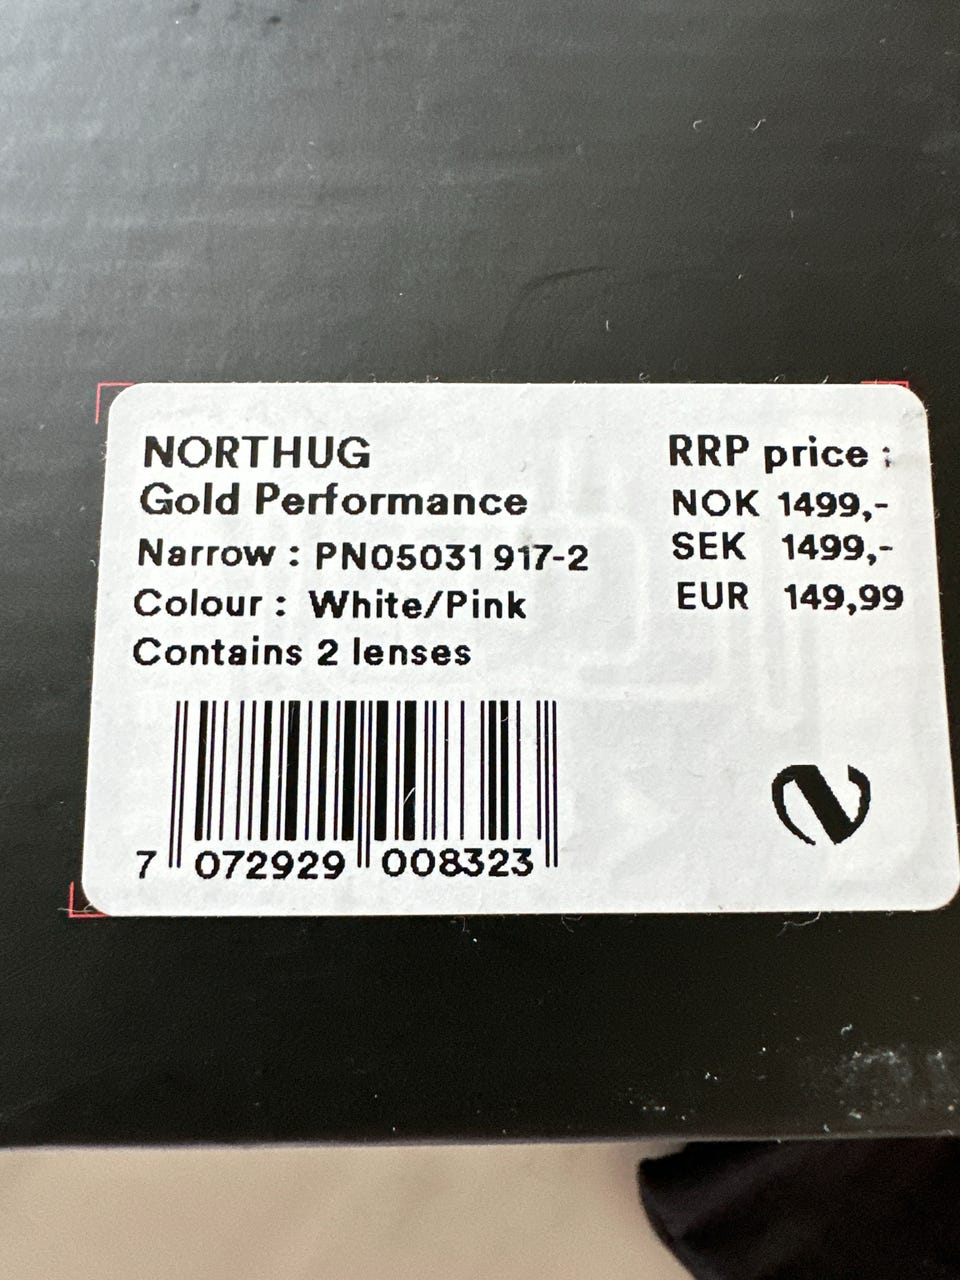 NORTHUG
Gold Performance
Narrow : PN05031 917-2
Colour : White/Pink
Contains 2 lenses
RRP price :
NOK 1499,-
SEK 1499,-
EUR 149,99
7 072929 008323